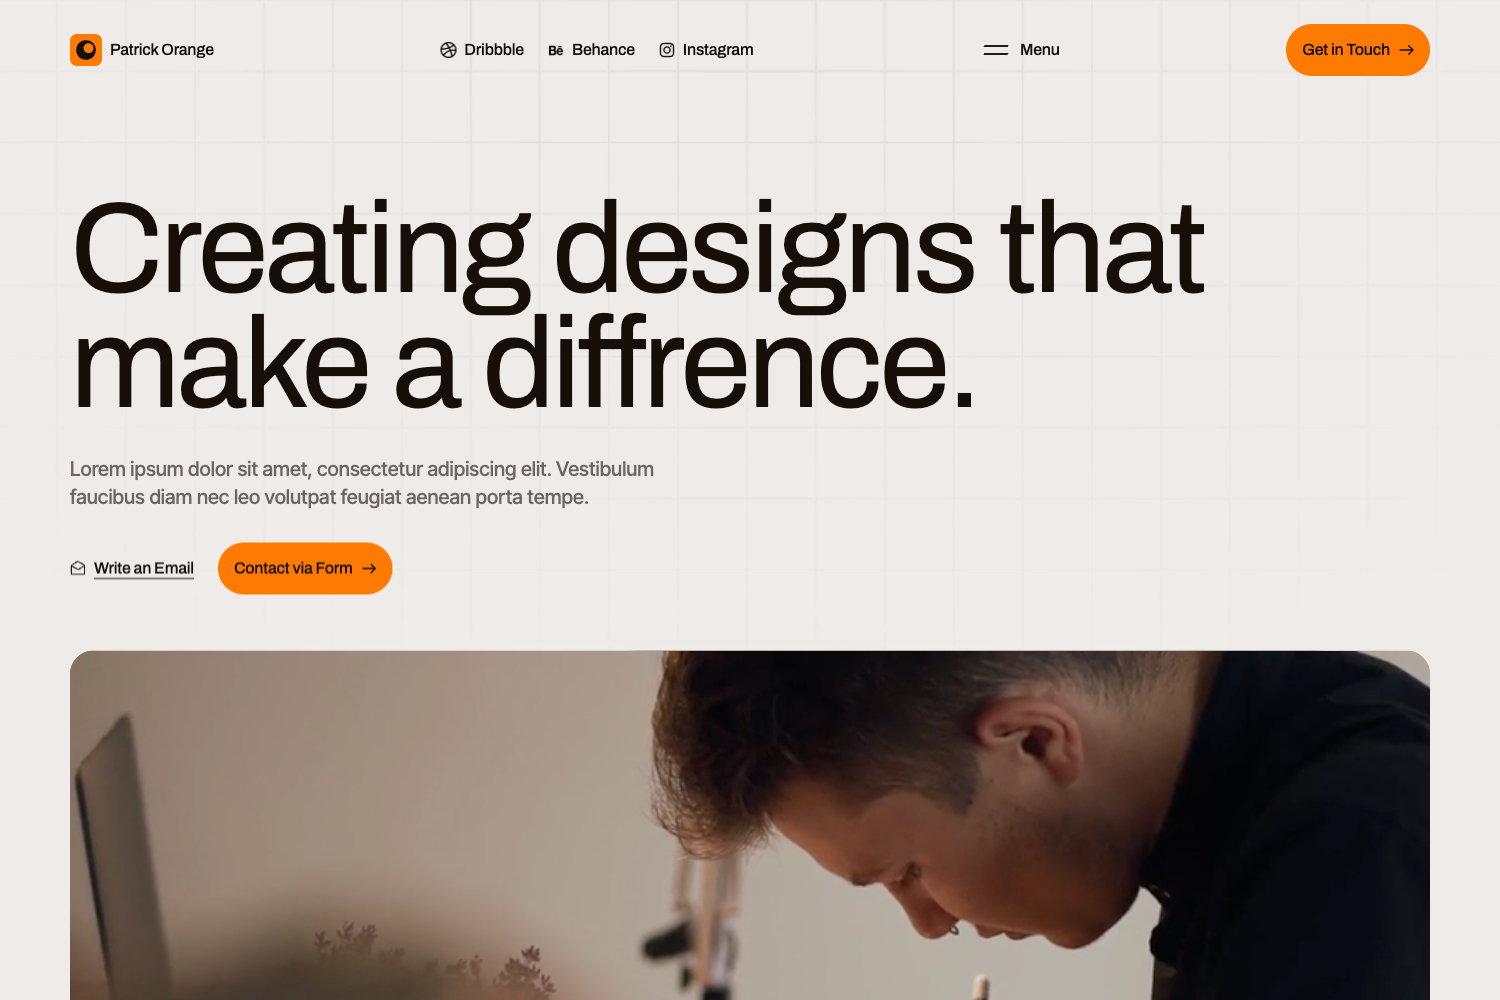 Patrick Orange
Dribbble
Bē Behance
Instagram
Menu
Get in Touch →
Creating designs that
make a diffrence.
Lorem ipsum dolor sit amet, consectetur adipiscing elit. Vestibulum
faucibus diam nec leo volutpat feugiat aenean porta tempe.
Write an Email
Contact via Form →